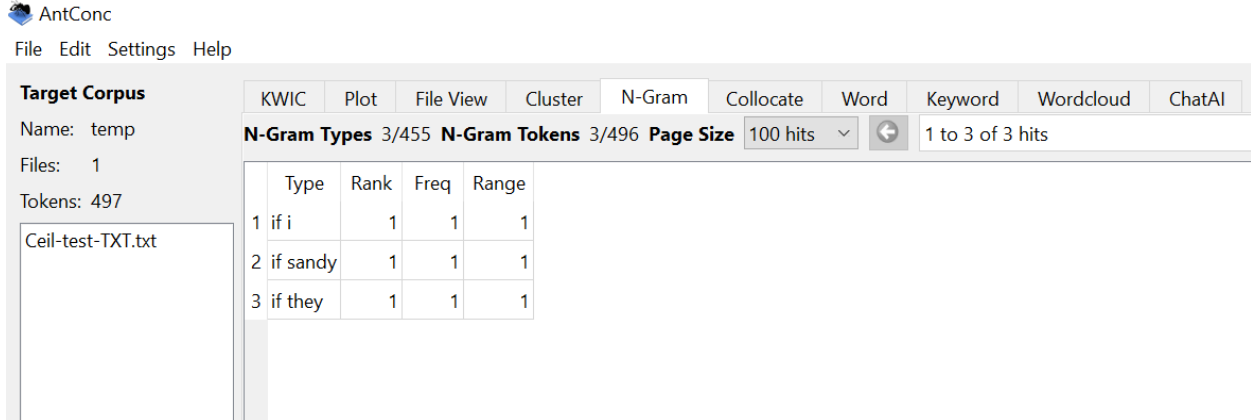 AntConc
File Edit Settings Help
Target Corpus
Name: temp
Files: 1
Tokens: 497
Ceil-test-TXT.txt
KWIC Plot File View Cluster N-Gram Collocate Word Keyword Wordcloud ChatAI
N-Gram Types 3/455 N-Gram Tokens 3/496 Page Size 100 hits 1 to 3 of 3 hits
Type Rank Freq Range
1 if i 1 1 1
2 if sandy 1 1 1
3 if they 1 1 1